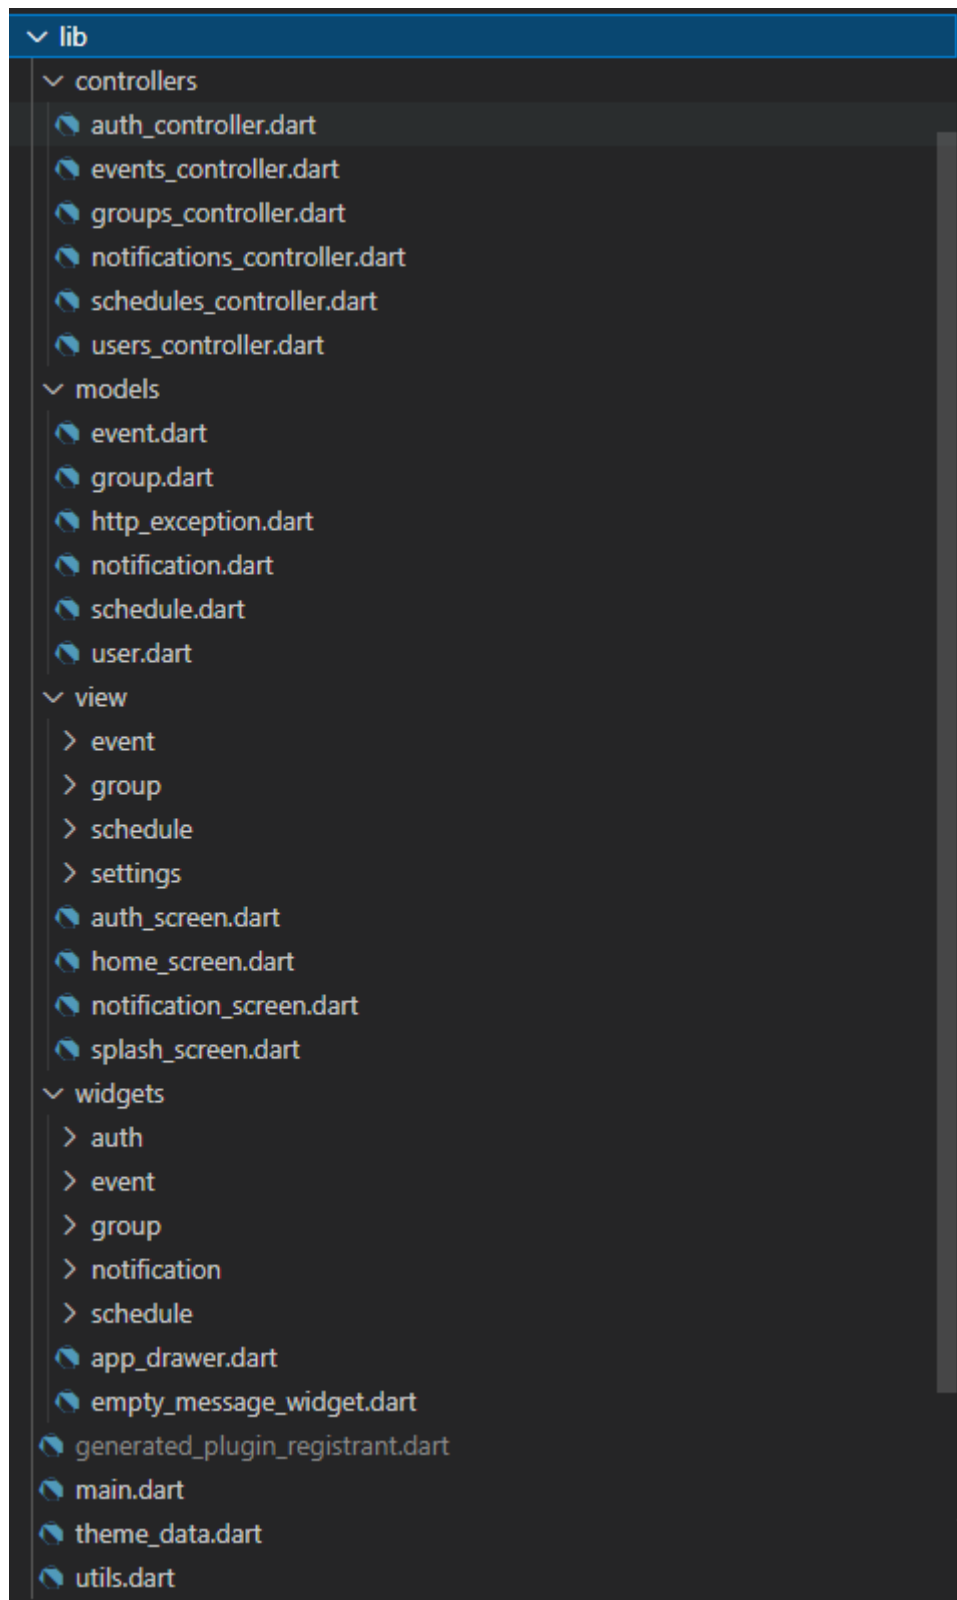 lib
controllers
auth_controller.dart
events_controller.dart
groups_controller.dart
notifications_controller.dart
schedules_controller.dart
users_controller.dart
models
event.dart
group.dart
http_exception.dart
notification.dart
schedule.dart
user.dart
view
event
group
schedule
settings
auth_screen.dart
home_screen.dart
notification_screen.dart
splash_screen.dart
widgets
auth
event
group
notification
schedule
app_drawer.dart
empty_message_widget.dart
generated_plugin_registrant.dart
main.dart
theme_data.dart
utils.dart